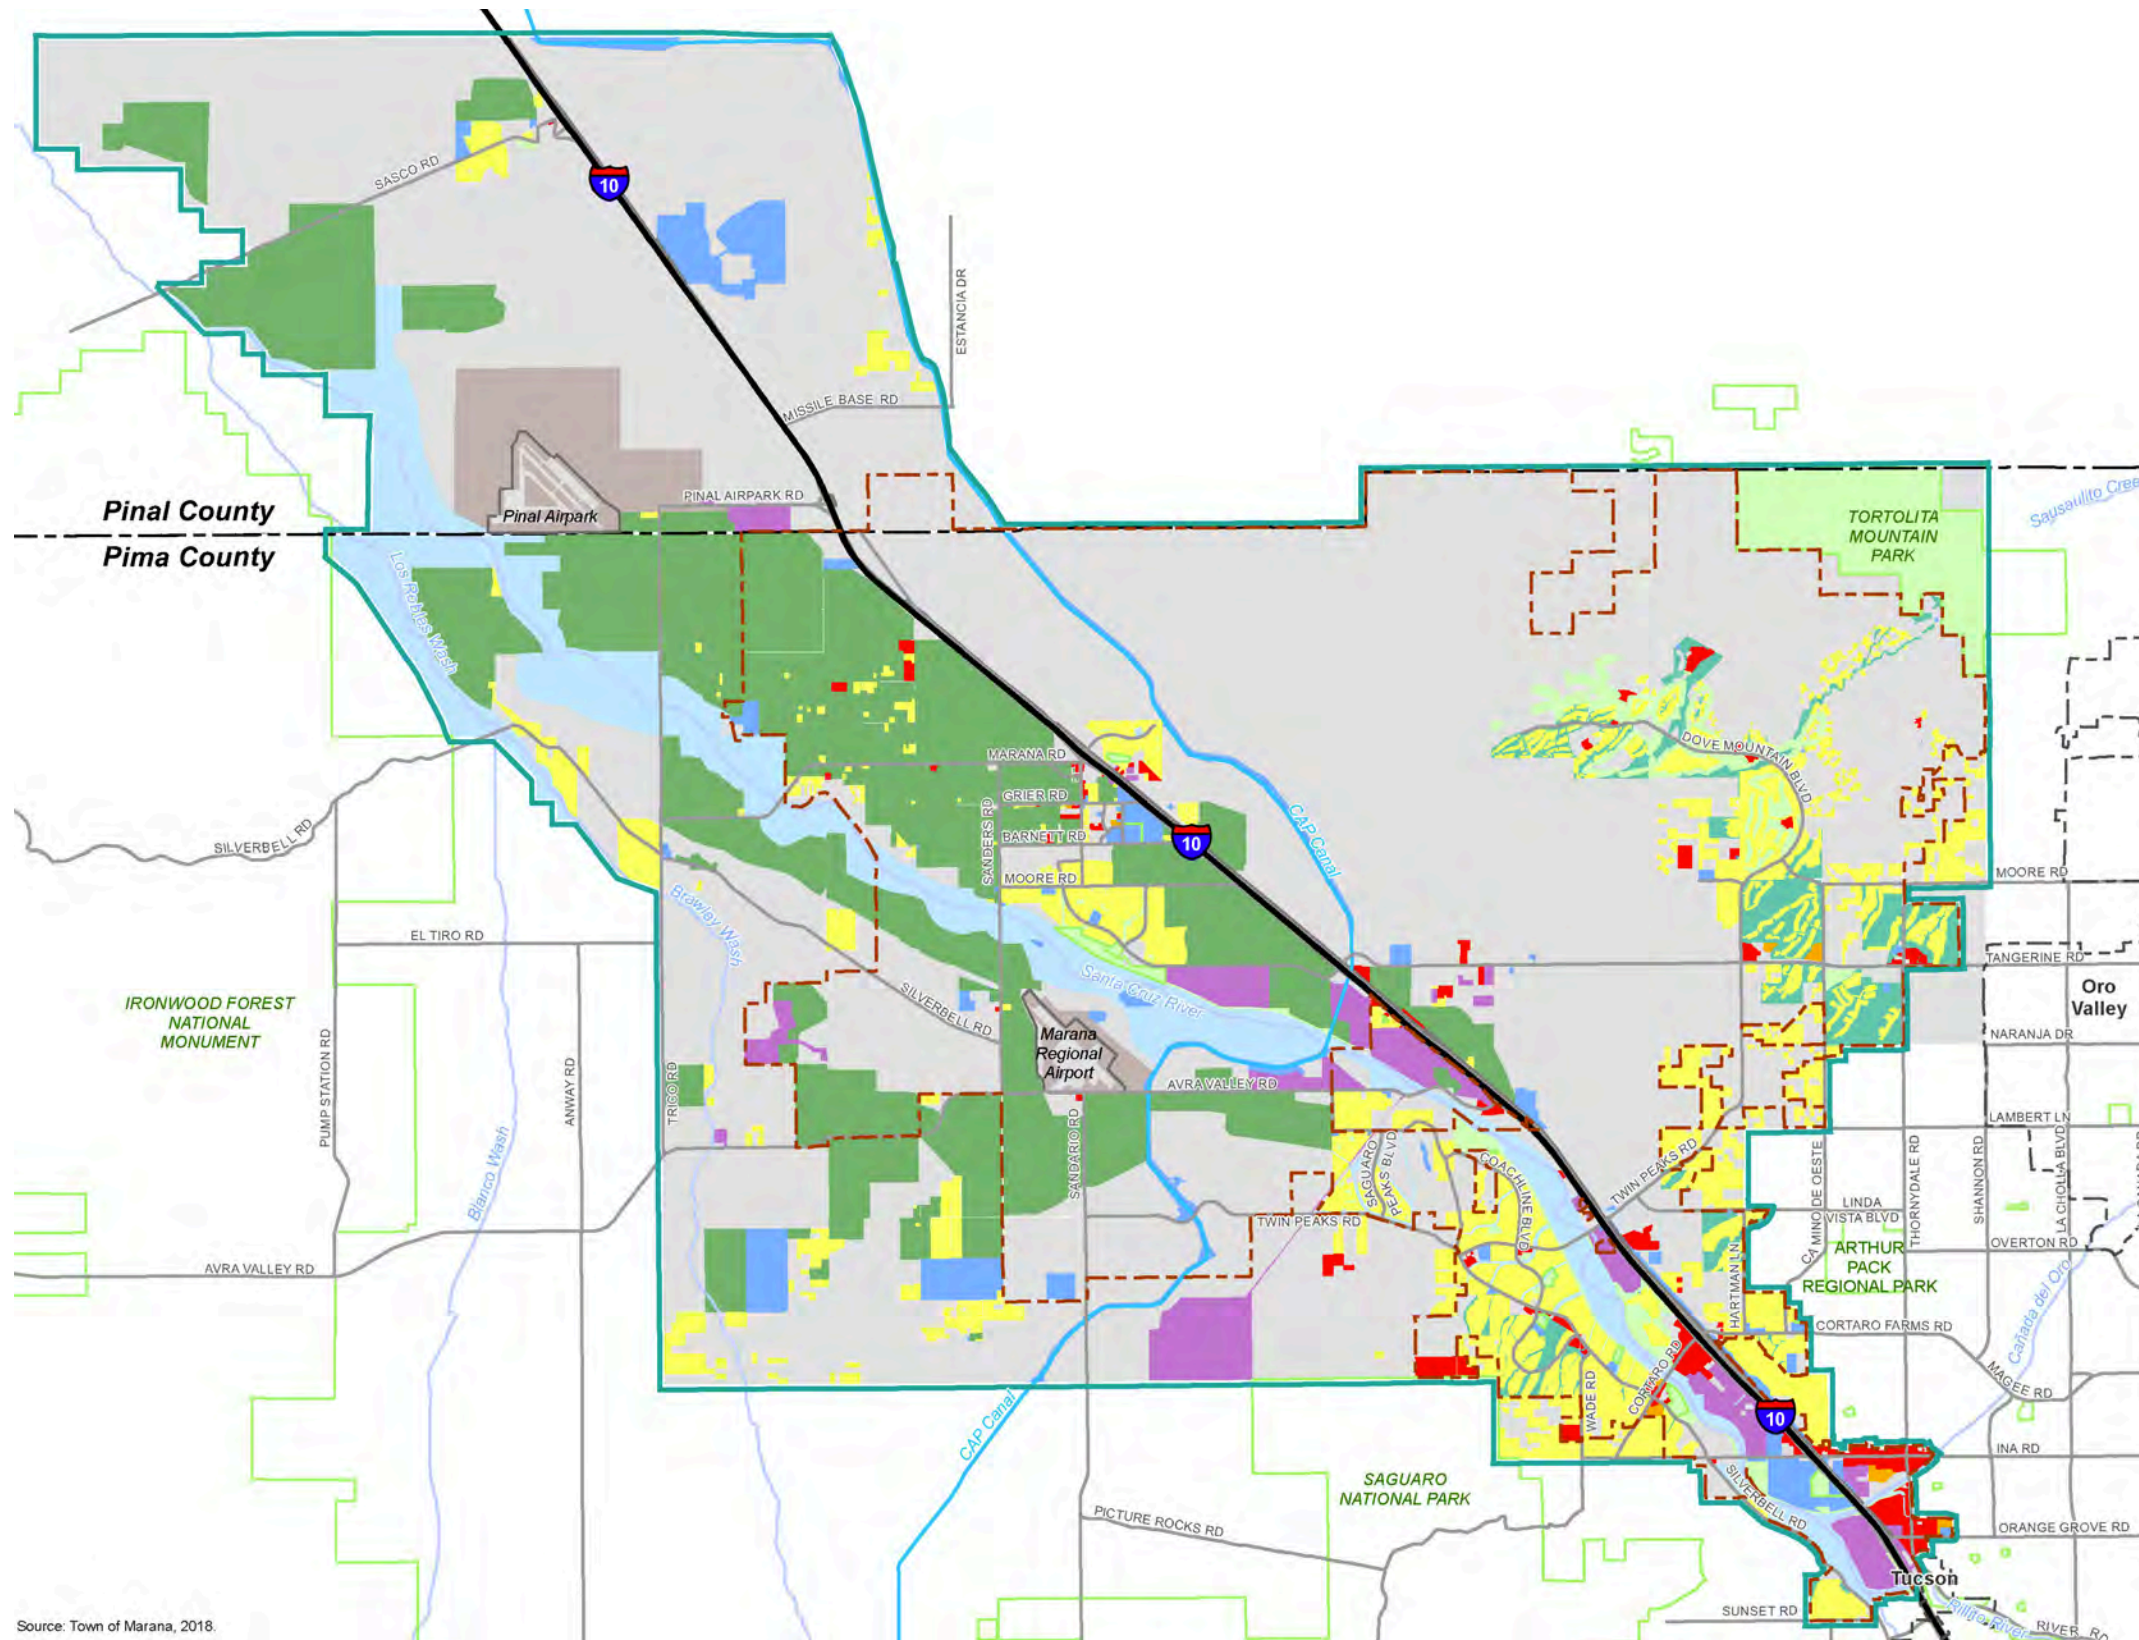 SASCO RD
10
ESTANCIA DR
MISSILE BASE RD
PINAL AIRPARK RD
Pinal Airpark
Pinal County
Pima County
Los Robles Wash
TORTOLITA
MOUNTAIN
PARK
DOVE MOUNTAIN BLVD
MARANA RD
GRIER RD
SANDERS RD
BARNETT RD
10
MOORE RD
CAP Canal
SILVERBELL RD
MOORE RD
Brawley Wash
EL TIRO RD
TANGERINE RD
Oro
Valley
Santa Cruz River
SILVERBELL RD
IRONWOOD FOREST
NATIONAL
MONUMENT
PUMP STATION RD
ANWAY RD
TRICO RD
Marana
Regional
Airport
NARANJA DR
AVRA VALLEY RD
LAMBERT LN
Blanco Wash
SANDARIO RD
SAGUARO
PEAKS BLVD
COACHLINE BLVD
TWIN PEAKS RD
CAMINO DE OESTE
THORNYDALE RD
SHANNON RD
LA CHOLLA BLVD
LINDA
VISTA BLVD
TWIN PEAKS RD
OVERTON RD
ARTHUR
PACK
REGIONAL PARK
HARTMAN LN
AVRA VALLEY RD
Cañada del Oro
CORTARO FARMS RD
MAGEE RD
WADE RD
CORTARO RD
10
CAP Canal
INA RD
SAGUARO
NATIONAL PARK
SILVERBELL RD
PICTURE ROCKS RD
ORANGE GROVE RD
Tucson
Rillito River
SUNSET RD
RIVER RD
Source: Town of Marana, 2018.